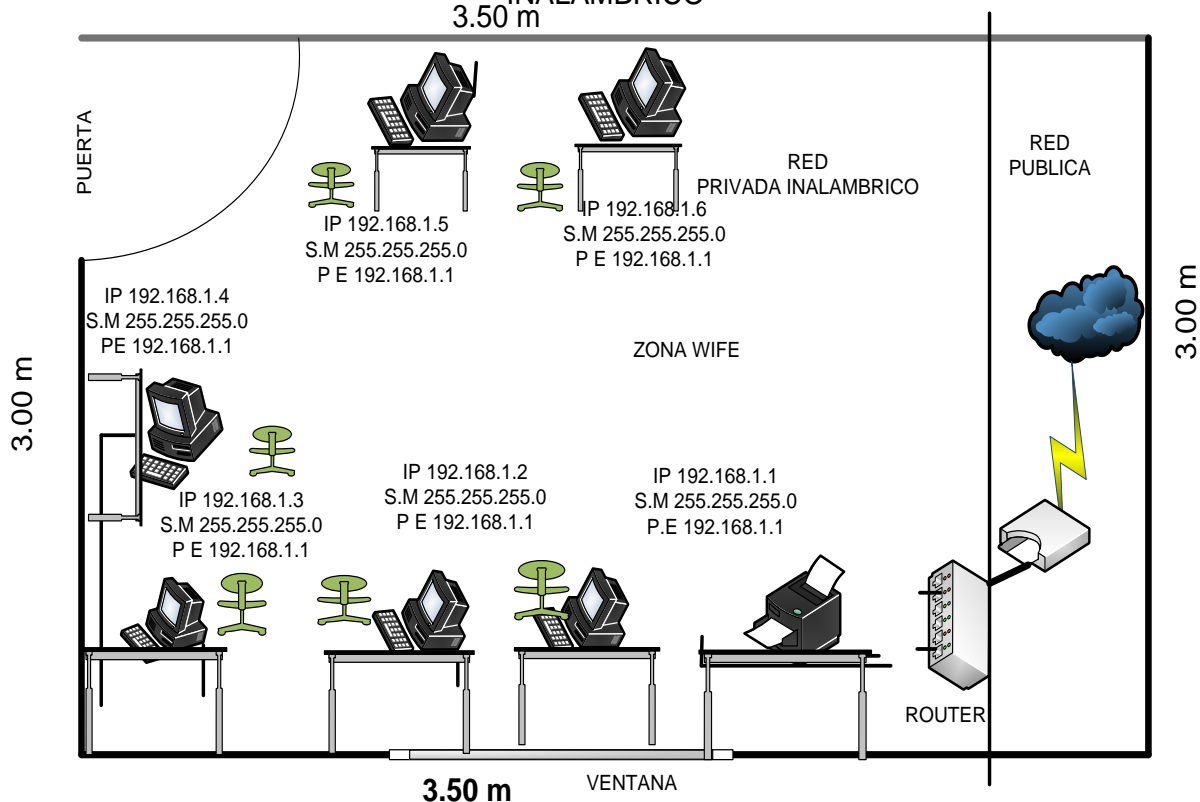 INALAMBRICO
3.50 m
PUERTA
RED
PRIVADA INALAMBRICO
RED
PUBLICA
IP 192.168.1.5
S.M 255.255.255.0
P E 192.168.1.1
IP 192.168.1.6
S.M 255.255.255.0
P E 192.168.1.1
IP 192.168.1.4
S.M 255.255.255.0
PE 192.168.1.1
ZONA WIFE
3.00 m
3.00 m
IP 192.168.1.3
S.M 255.255.255.0
P E 192.168.1.1
IP 192.168.1.2
S.M 255.255.255.0
P E 192.168.1.1
IP 192.168.1.1
S.M 255.255.255.0
P.E 192.168.1.1
ROUTER
VENTANA
3.50 m